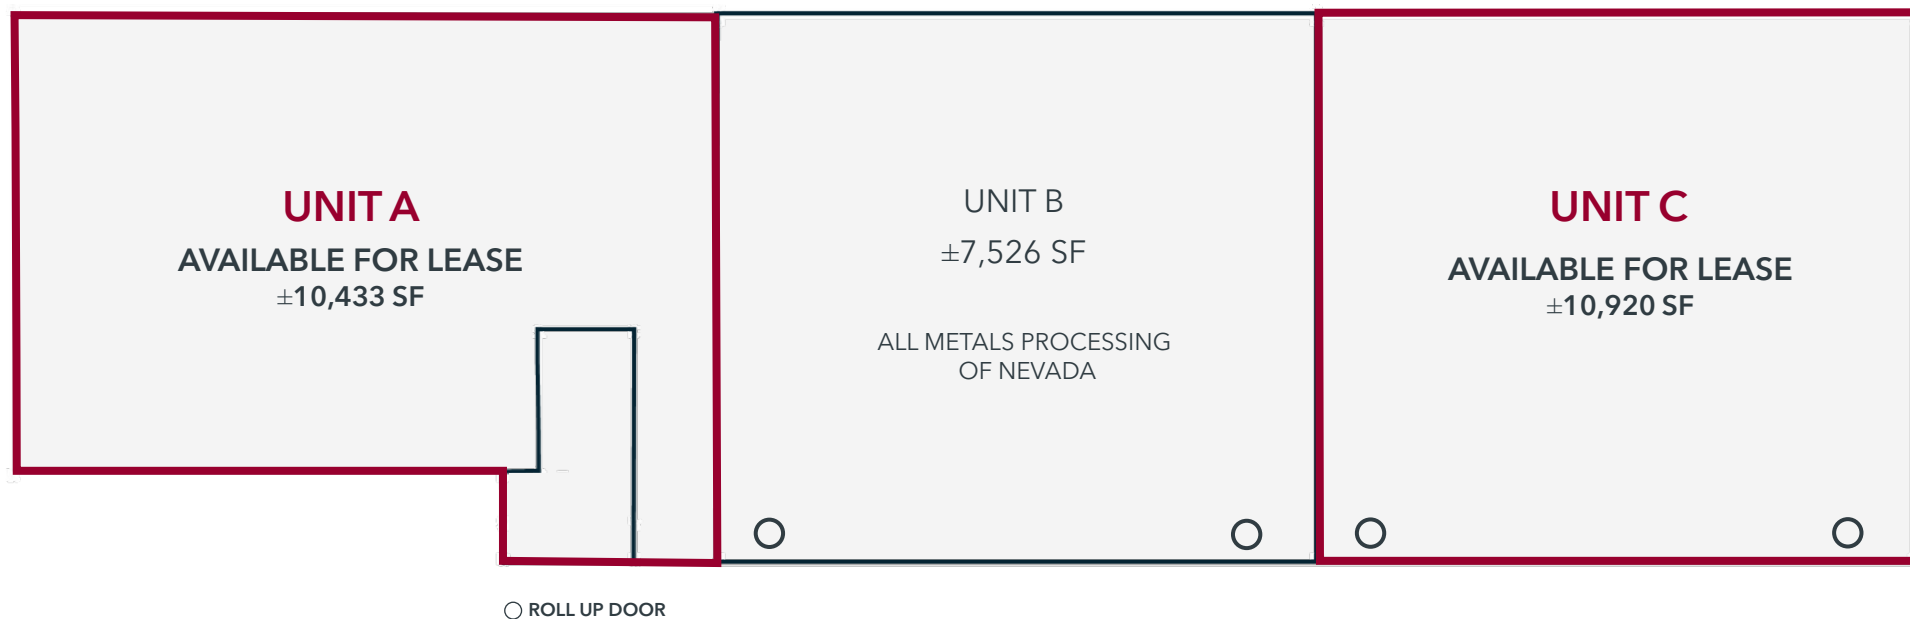 UNIT A
AVAILABLE FOR LEASE
±10,433 SF
UNIT B
±7,526 SF
ALL METALS PROCESSING
OF NEVADA
UNIT C
AVAILABLE FOR LEASE
±10,920 SF
ROLL UP DOOR